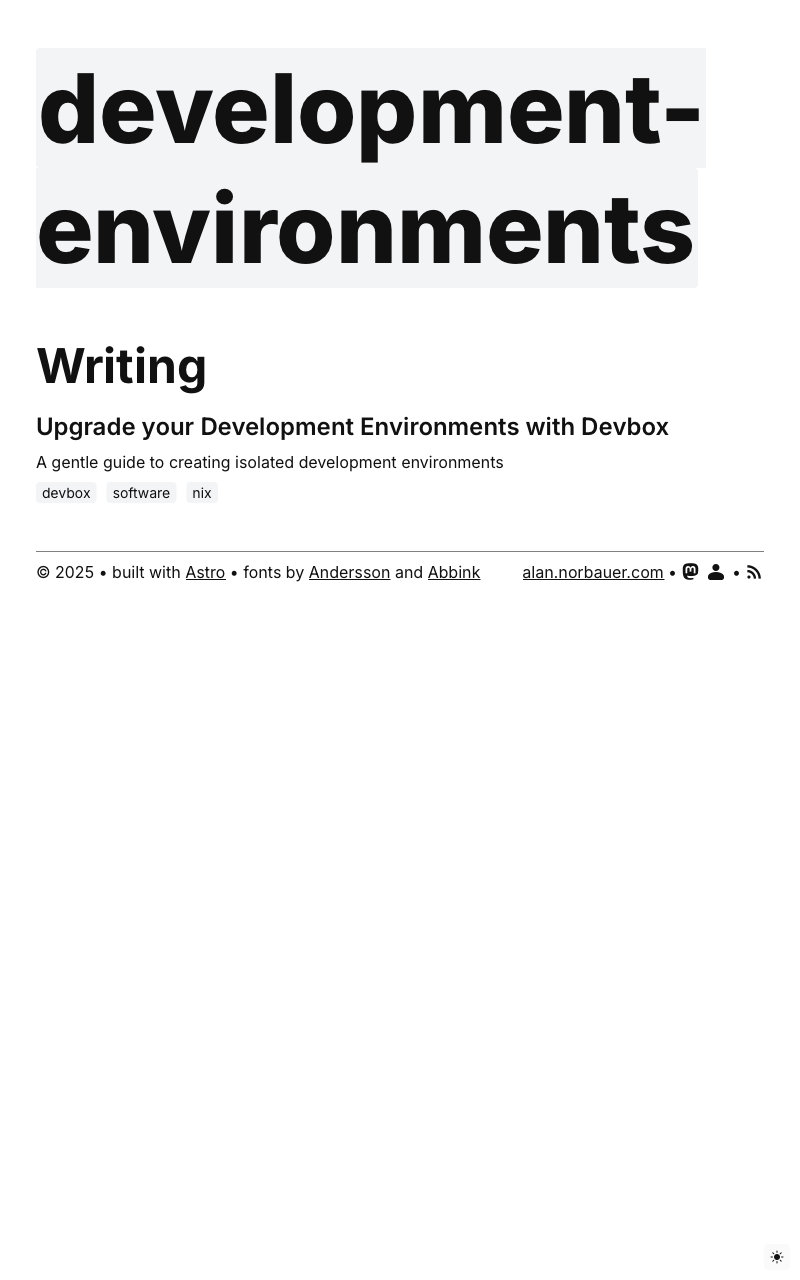 development-
environments
Writing
Upgrade your Development Environments with Devbox
A gentle guide to creating isolated development environments
devbox software nix
© 2025 • built with Astro • fonts by Andersson and Abbink alan.norbauer.com • •